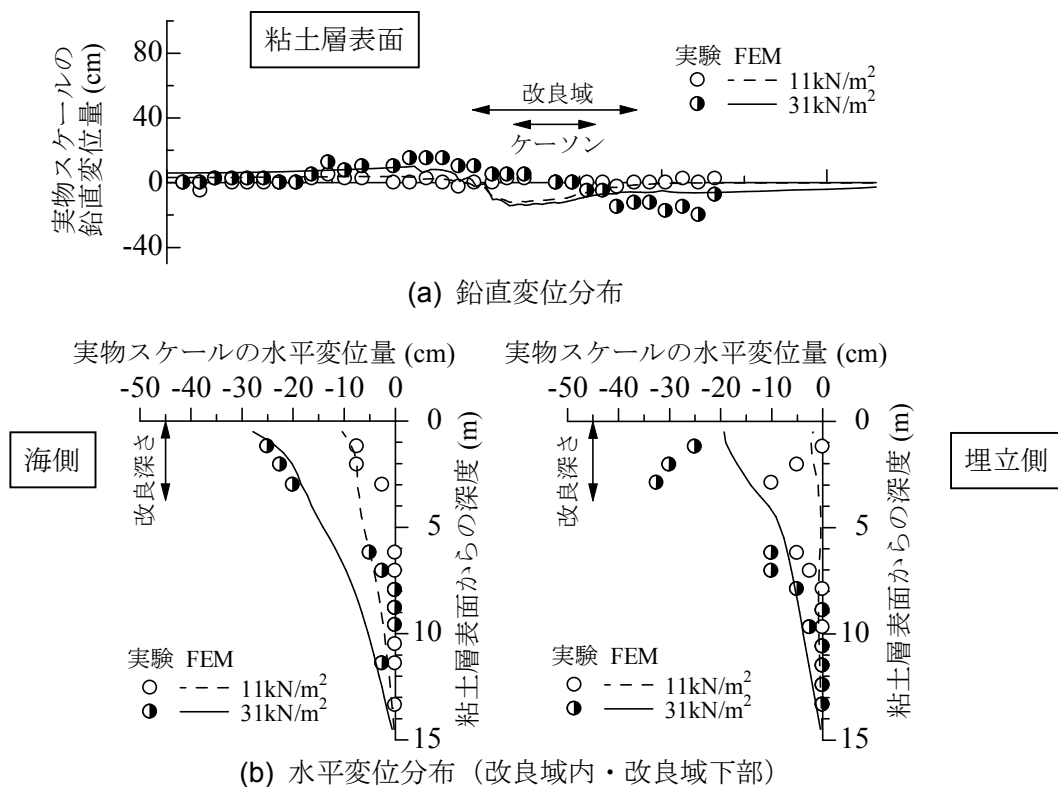 粘土層表面
実物スケールの
鉛直変位量 (cm)
80
40
0
-40
実験 FEM
11kN/m²
31kN/m²
改良域
ケーソン
(a) 鉛直変位分布
実物スケールの水平変位量 (cm)
-50 -40 -30 -20 -10 0
0
5
10
15
海側
改良深さ
粘土層表面からの深度 (m)
実験 FEM
11kN/m²
31kN/m²
実物スケールの水平変位量 (cm)
-50 -40 -30 -20 -10 0
0
5
10
15
埋立側
改良深さ
粘土層表面からの深度 (m)
実験 FEM
11kN/m²
31kN/m²
(b) 水平変位分布（改良域内・改良域下部）